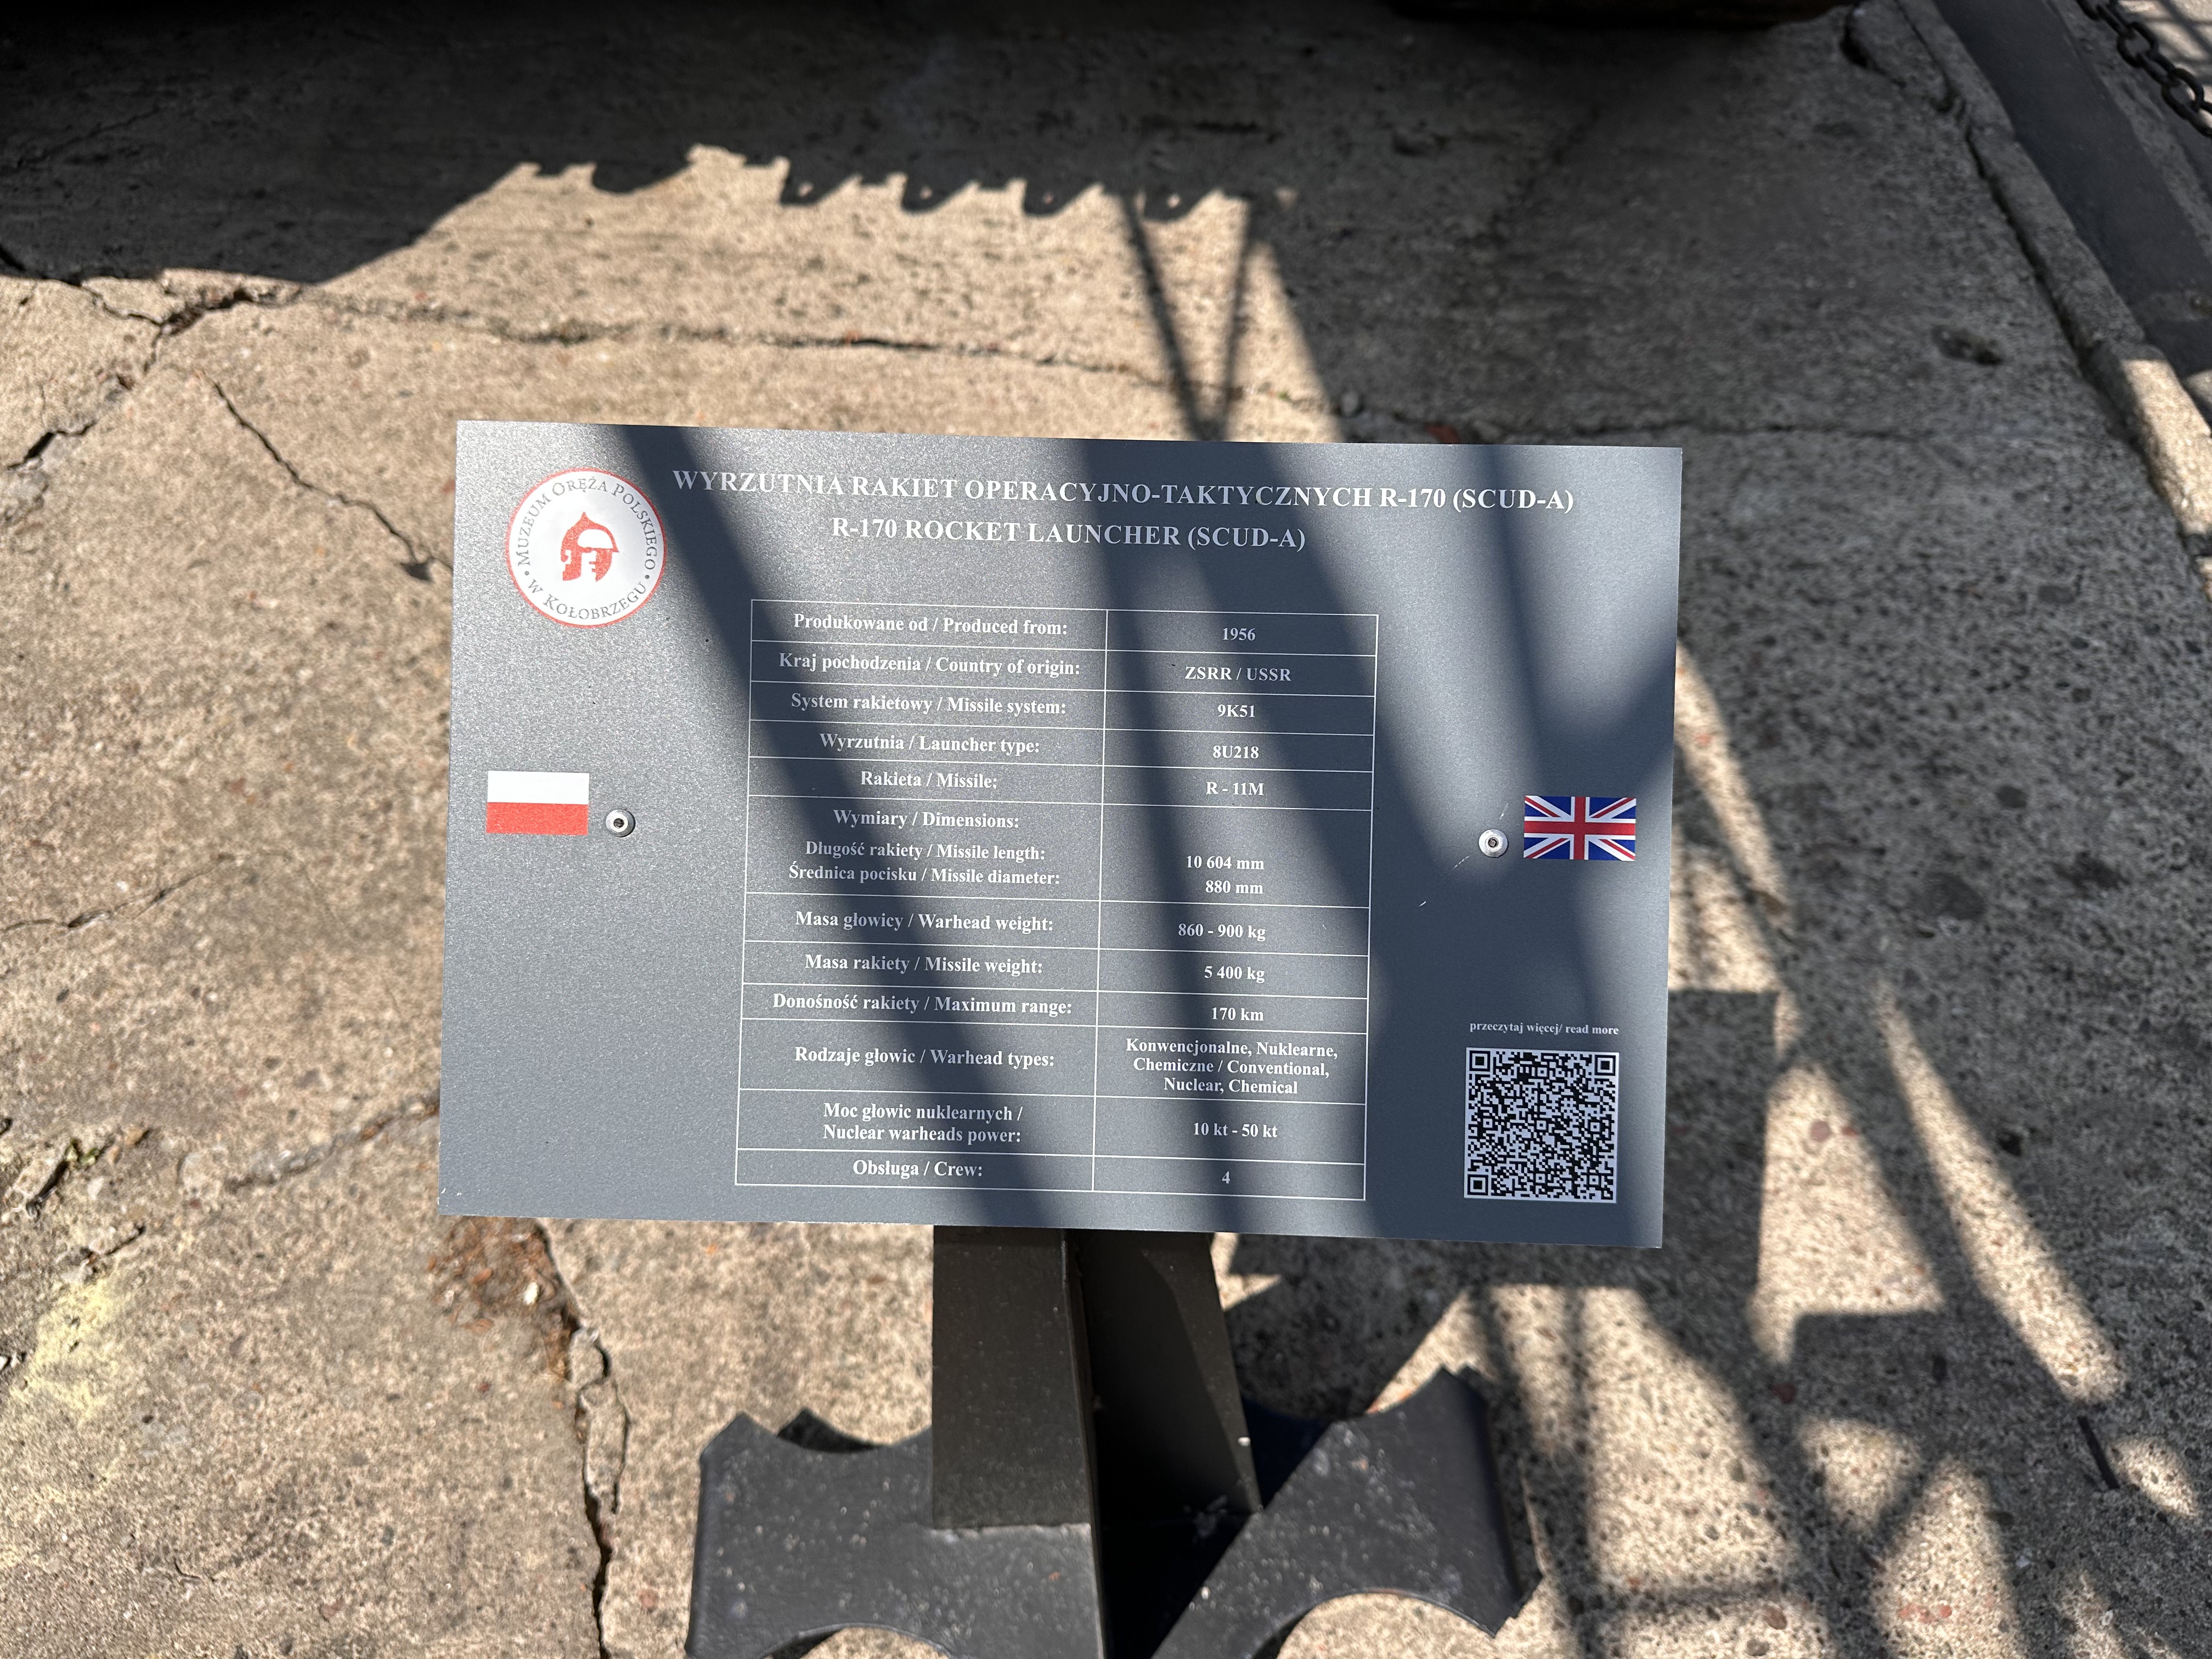 MUZEUM ORĘŻA POLSKIEGO
• W KOŁOBRZEGU •
WYRZUTNIA RAKIET OPERACYJNO-TAKTYCZNYCH R-170 (SCUD-A)
R-170 ROCKET LAUNCHER (SCUD-A)
Produkowane od / Produced from: 1956
Kraj pochodzenia / Country of origin: ZSRR / USSR
System rakietowy / Missile system: 9K51
Wyrzutnia / Launcher type: 8U218
Rakieta / Missile: R - 11M
Wymiary / Dimensions:
Długość rakiety / Missile length: 10 604 mm
Średnica pocisku / Missile diameter: 880 mm
Masa głowicy / Warhead weight: 860 - 900 kg
Masa rakiety / Missile weight: 5 400 kg
Donośność rakiety / Maximum range: 170 km
Rodzaje głowic / Warhead types:
Konwencjonalne, Nuklearne,
Chemiczne / Conventional,
Nuclear, Chemical
Moc głowic nuklearnych /
Nuclear warheads power: 10 kt - 50 kt
Obsługa / Crew: 4
przeczytaj więcej/ read more